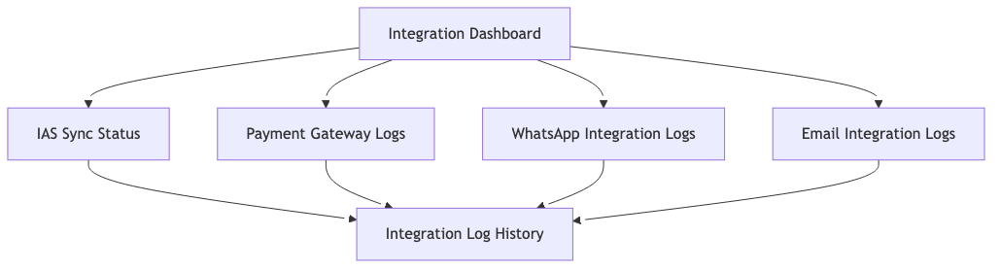 Integration Dashboard
IAS Sync Status
Payment Gateway Logs
WhatsApp Integration Logs
Email Integration Logs
Integration Log History